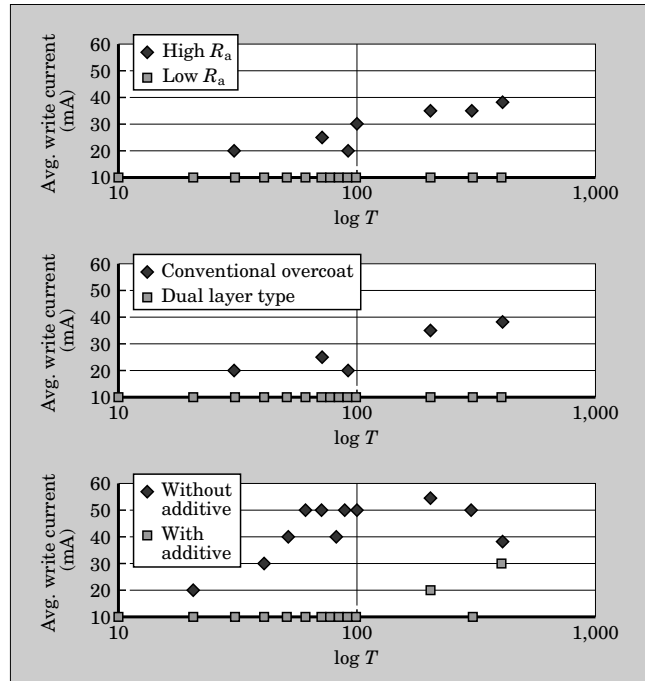 Avg. write current
(mA)
60
50
40
30
20
10
High Ra
Low Ra
10
100
1,000
log T
Avg. write current
(mA)
60
50
40
30
20
10
Conventional overcoat
Dual layer type
10
100
1,000
log T
Avg. write current
(mA)
60
50
40
30
20
10
Without
additive
With
additive
10
100
1,000
log T